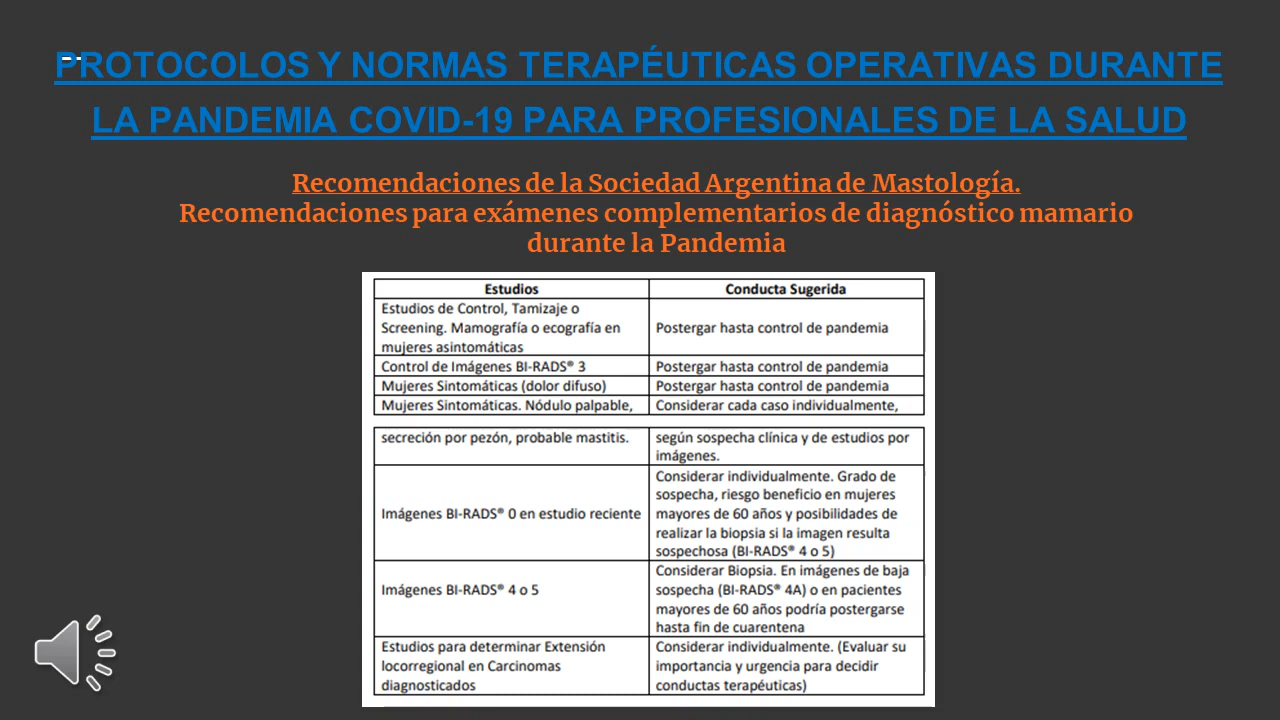 PROTOCOLOS Y NORMAS TERAPÉUTICAS OPERATIVAS DURANTE
LA PANDEMIA COVID-19 PARA PROFESIONALES DE LA SALUD
Recomendaciones de la Sociedad Argentina de Mastología.
Recomendaciones para exámenes complementarios de diagnóstico mamario
durante la Pandemia
Estudios
Conducta Sugerida
Estudios de Control, Tamizaje o
Screening. Mamografía o ecografía en
mujeres asintomáticas
Postergar hasta control de pandemia
Control de Imágenes BI-RADS® 3
Postergar hasta control de pandemia
Mujeres Sintomáticas (dolor difuso)
Postergar hasta control de pandemia
Mujeres Sintomáticas. Nódulo palpable,
Considerar cada caso individualmente,
secreción por pezón, probable mastitis.
según sospecha clínica y de estudios por
imágenes.
Imágenes BI-RADS® 0 en estudio reciente
Considerar individualmente. Grado de
sospecha, riesgo beneficio en mujeres
mayores de 60 años y posibilidades de
realizar la biopsia si la imagen resulta
sospechosa (BI-RADS® 4 o 5)
Imágenes BI-RADS® 4 o 5
Considerar Biopsia. En imágenes de baja
sospecha (BI-RADS® 4A) o en pacientes
mayores de 60 años podría postergarse
hasta fin de cuarentena
Estudios para determinar Extensión
locorregional en Carcinomas
diagnosticados
Considerar individualmente. (Evaluar su
importancia y urgencia para decidir
conductas terapéuticas)